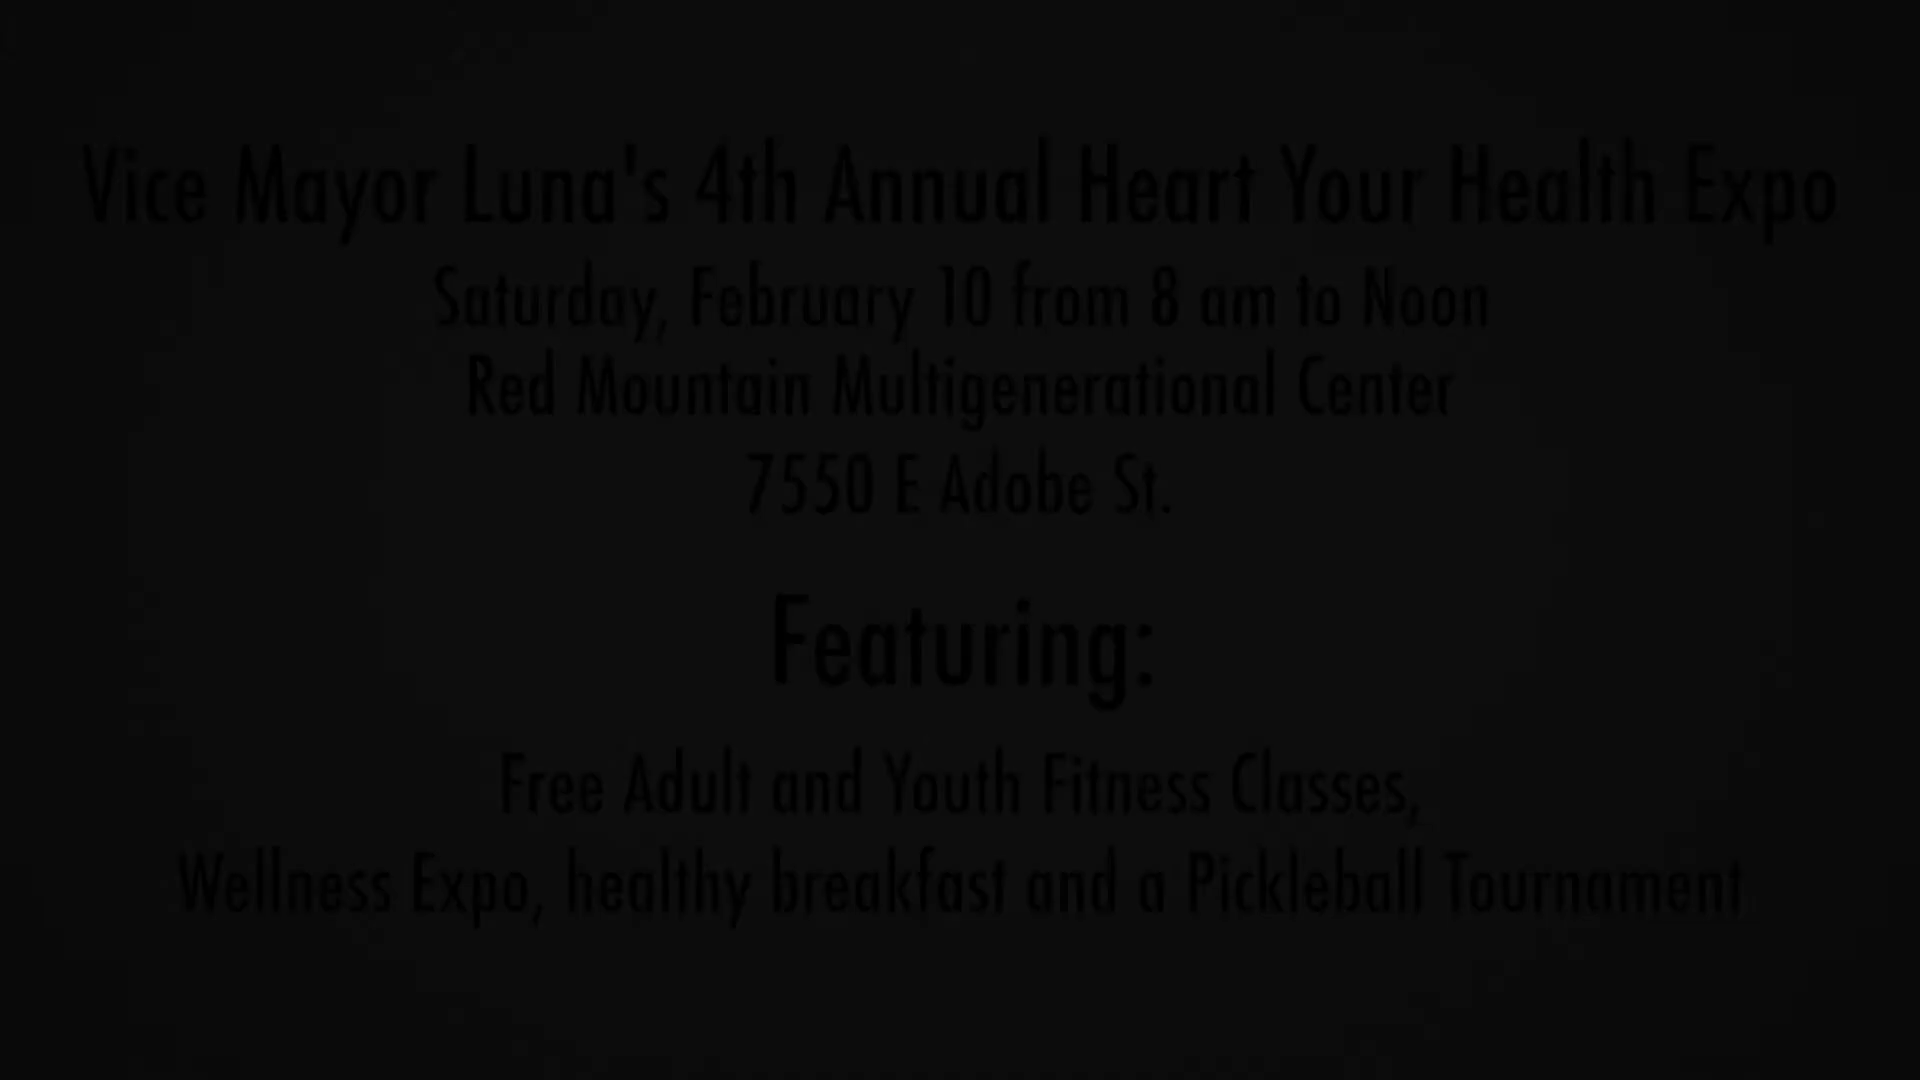 Vice Mayor Luna's 4th Annual Heart Your Health Expo
Saturday, February 10 from 8 am to Noon
Red Mountain Multigenerational Center
7550 E Adobe St.
Featuring:
Free Adult and Youth Fitness Classes,
Wellness Expo, healthy breakfast and a Pickleball Tournament